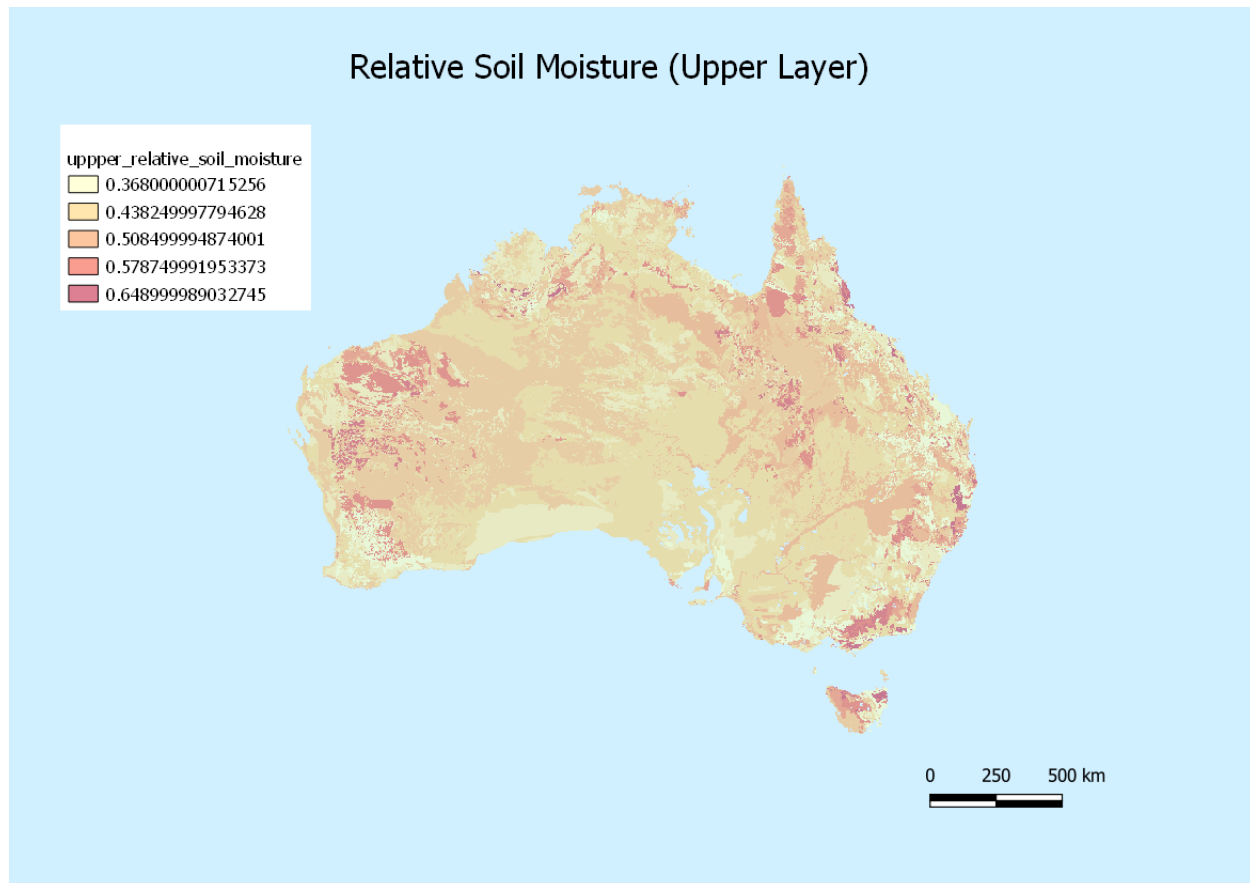 Relative Soil Moisture (Upper Layer)
uppper_relative_soil_moisture
0.368000000715256
0.438249997794628
0.508499994874001
0.578749991953373
0.648999989032745
0 250 500 km